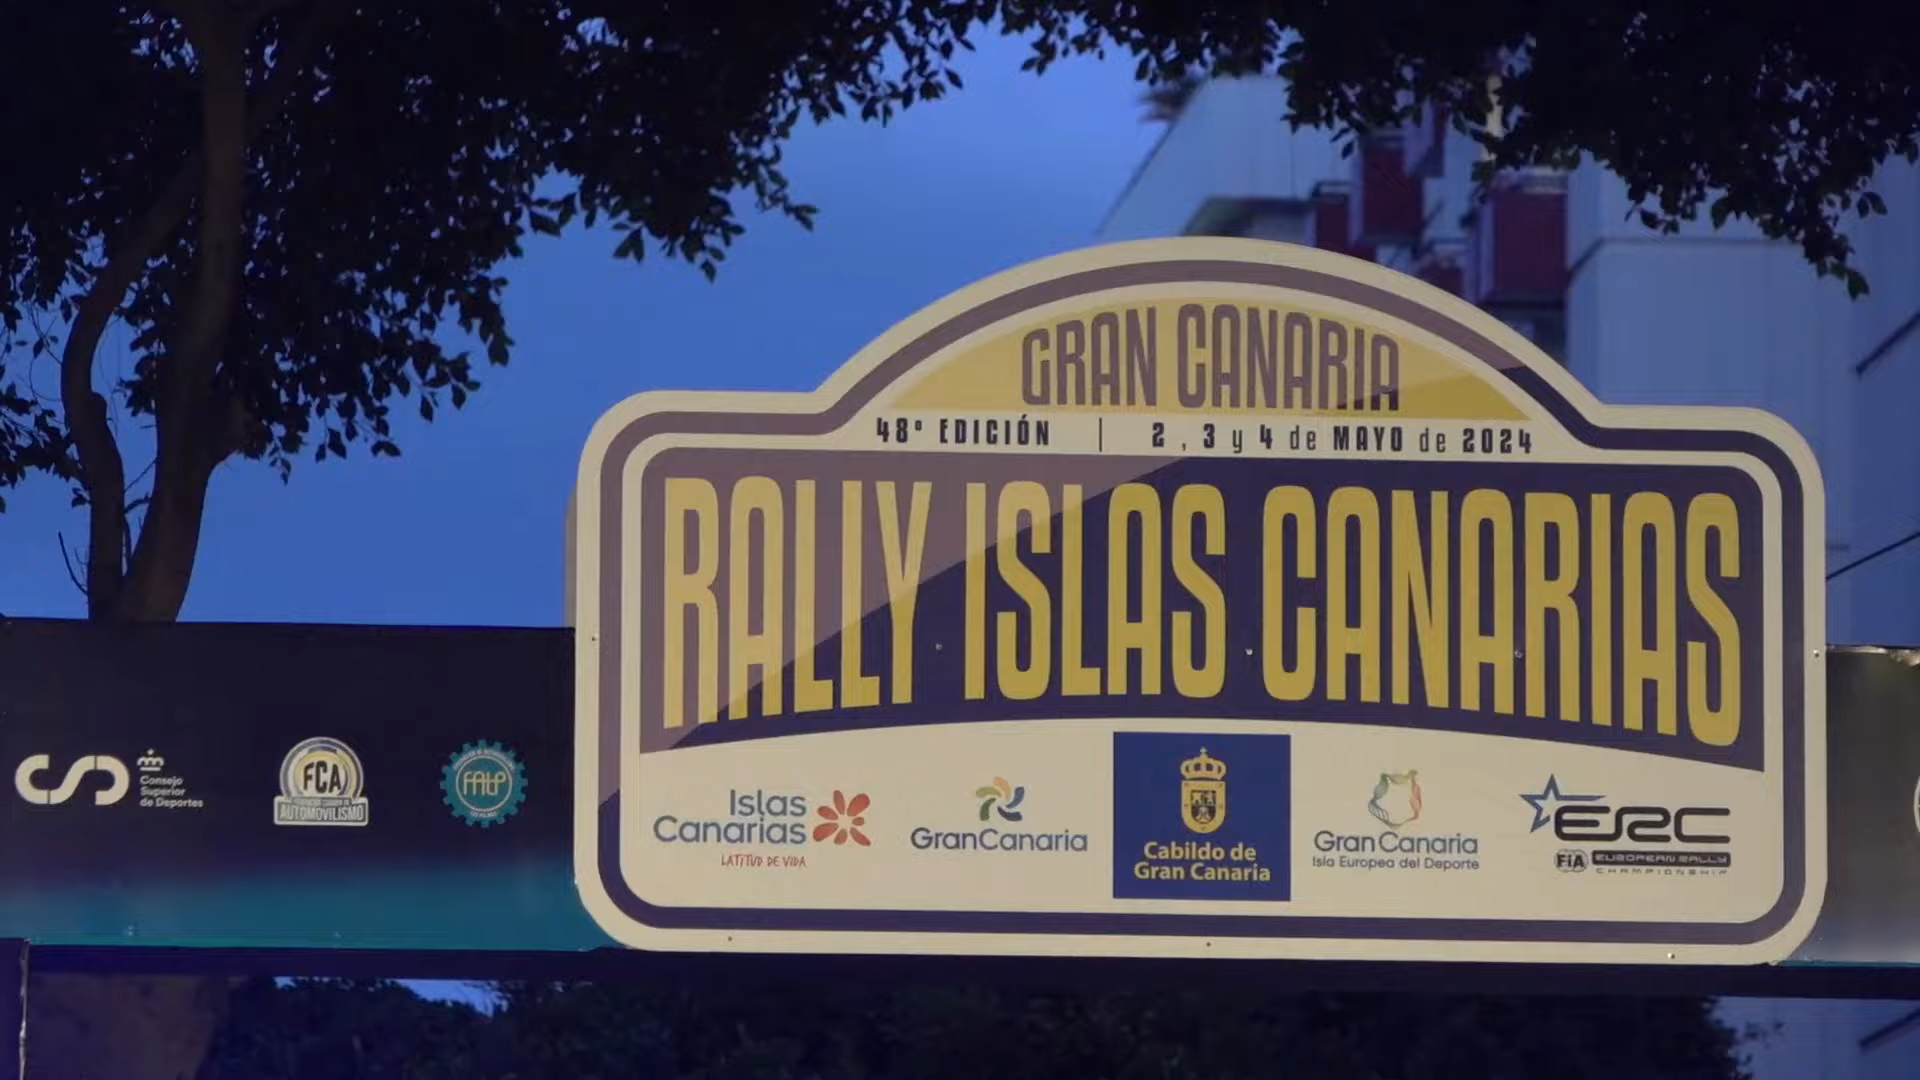 GRAN CANARIA
48ª EDICIÓN | 2, 3 y 4 de MAYO de 2024
RALLY ISLAS CANARIAS
Consejo
Superior
de Deportes
FCA
AUTOMOVILISMO
FALP
Islas
Canarias
LATITUD DE VIDA
GranCanaria
Cabildo de
Gran Canaria
Gran Canaria
Isla Europea del Deporte
ERC
FIA EUROPEAN RALLY
CHAMPIONSHIP